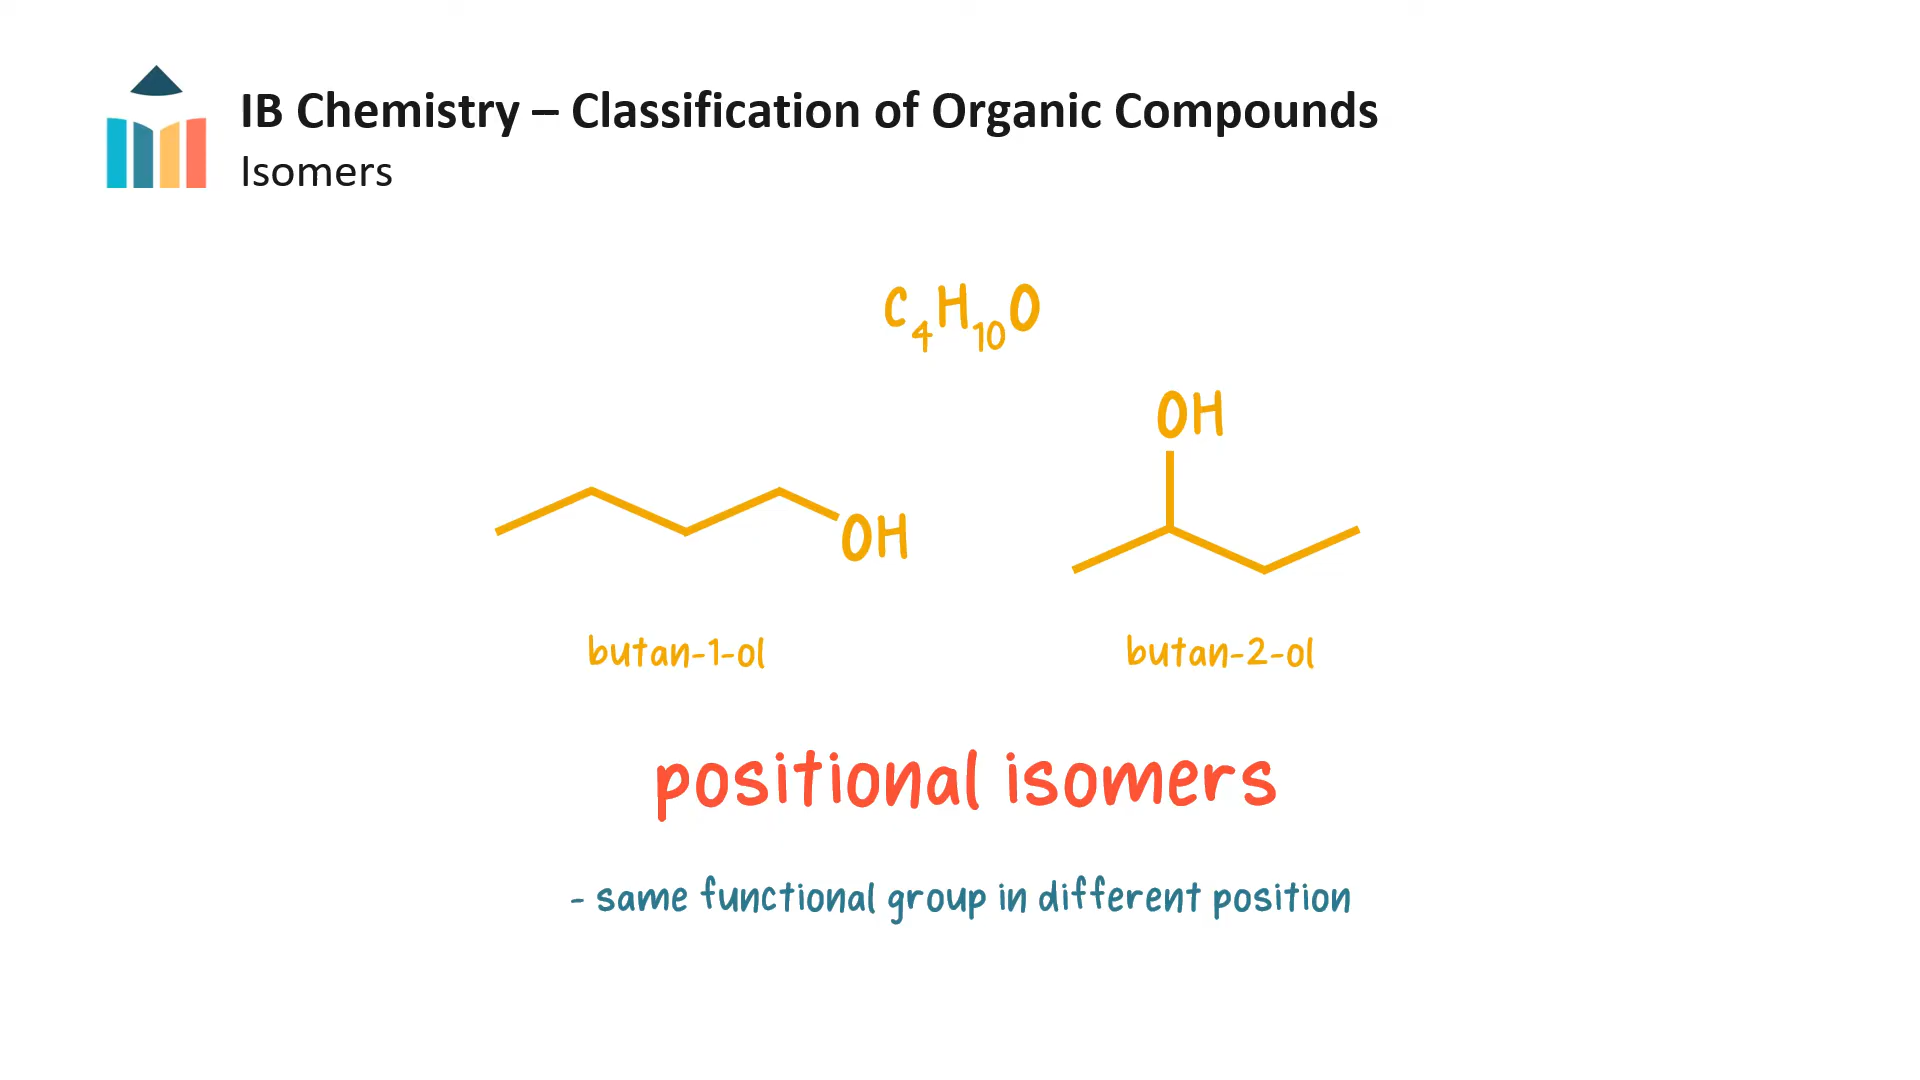 IB Chemistry – Classification of Organic Compounds
Isomers
C₄H₁₀O
OH
OH
butan-1-ol
butan-2-ol
positional isomers
- same functional group in different position